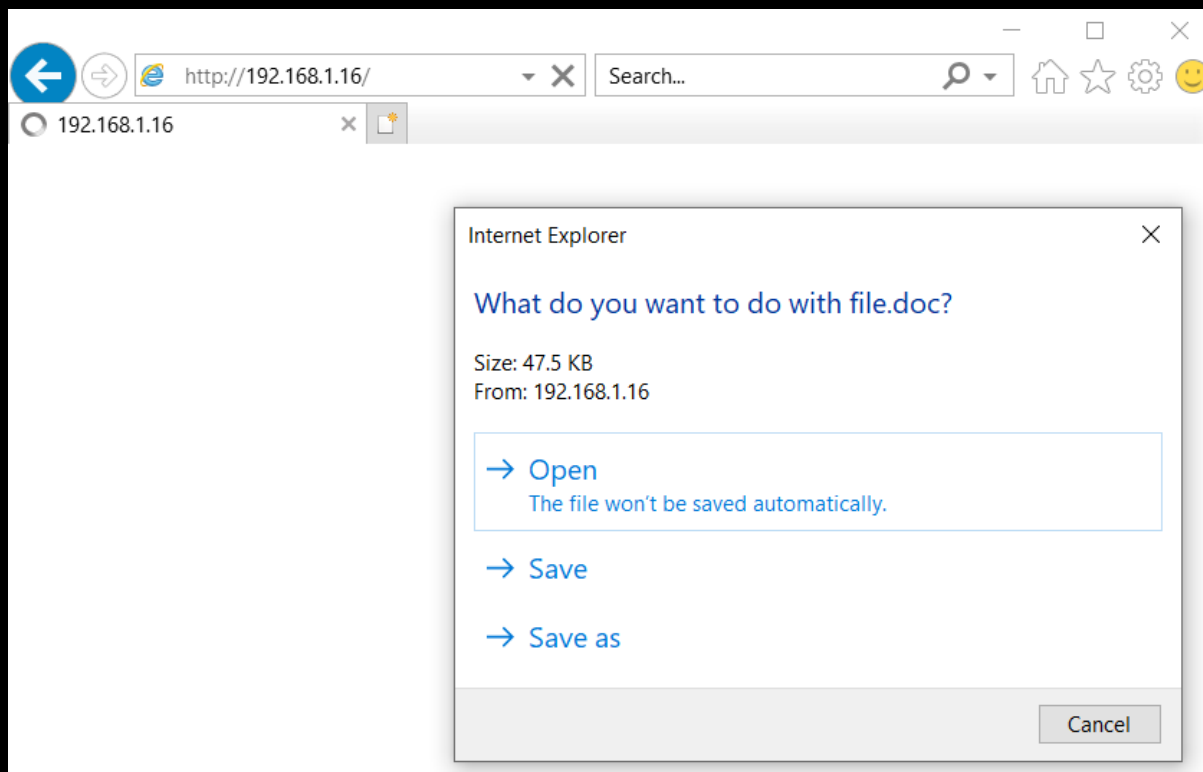 http://192.168.1.16/
Search...
192.168.1.16
Internet Explorer
What do you want to do with file.doc?
Size: 47.5 KB
From: 192.168.1.16
Open
The file won't be saved automatically.
Save
Save as
Cancel